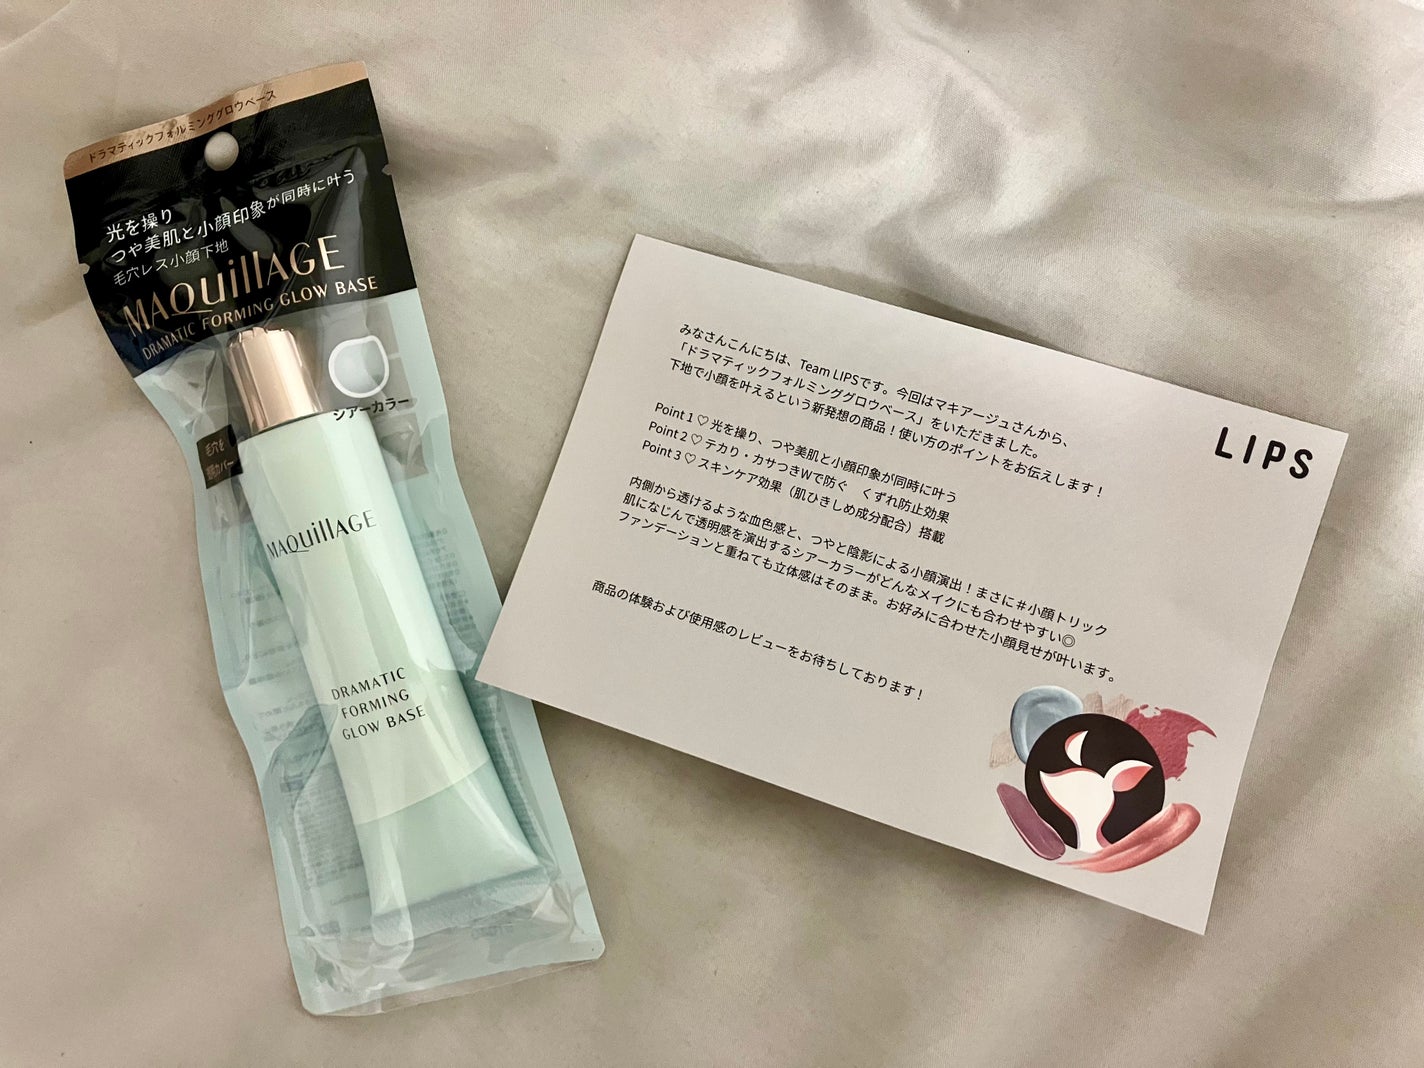 ドラマティックフォルミンググロウベース
光を操り
つや美肌と小顔印象が同時に叶う
毛穴レス小顔下地
MAQuillAGE
DRAMATIC FORMING GLOW BASE
シアーカラー
毛穴を
カバー
MAQuillAGE
DRAMATIC
FORMING
GLOW BASE
LIPS
みなさんこんにちは、Team LIPSです。今回はマキアージュさんから、
「ドラマティックフォルミンググロウベース」をいただきました。
下地で小顔を叶えるという新発想の商品！使い方のポイントをお伝えします！
Point 1 ♡ 光を操り、つや美肌と小顔印象が同時に叶う
Point 2 ♡ テカり・カサつきWで防ぐ　くずれ防止効果
Point 3 ♡ スキンケア効果（肌ひきしめ成分配合）搭載
内側から透けるような血色感と、つやと陰影による小顔演出！まさに＃小顔トリック
肌になじんで透明感を演出するシアーカラーがどんなメイクにも合わせやすい◎
ファンデーションと重ねても立体感はそのまま。お好みに合わせた小顔見せが叶います。
商品の体験および使用感のレビューをお待ちしております！